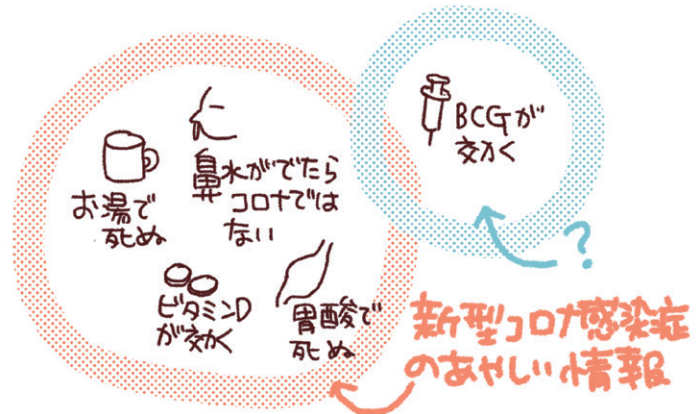 お湯で
死ぬ
鼻水がでたら
コロナでは
ない
ビタミンD
が効く
胃酸で
死ぬ
BCGが
効く
?
新型コロナ感染症
のあやしい情報